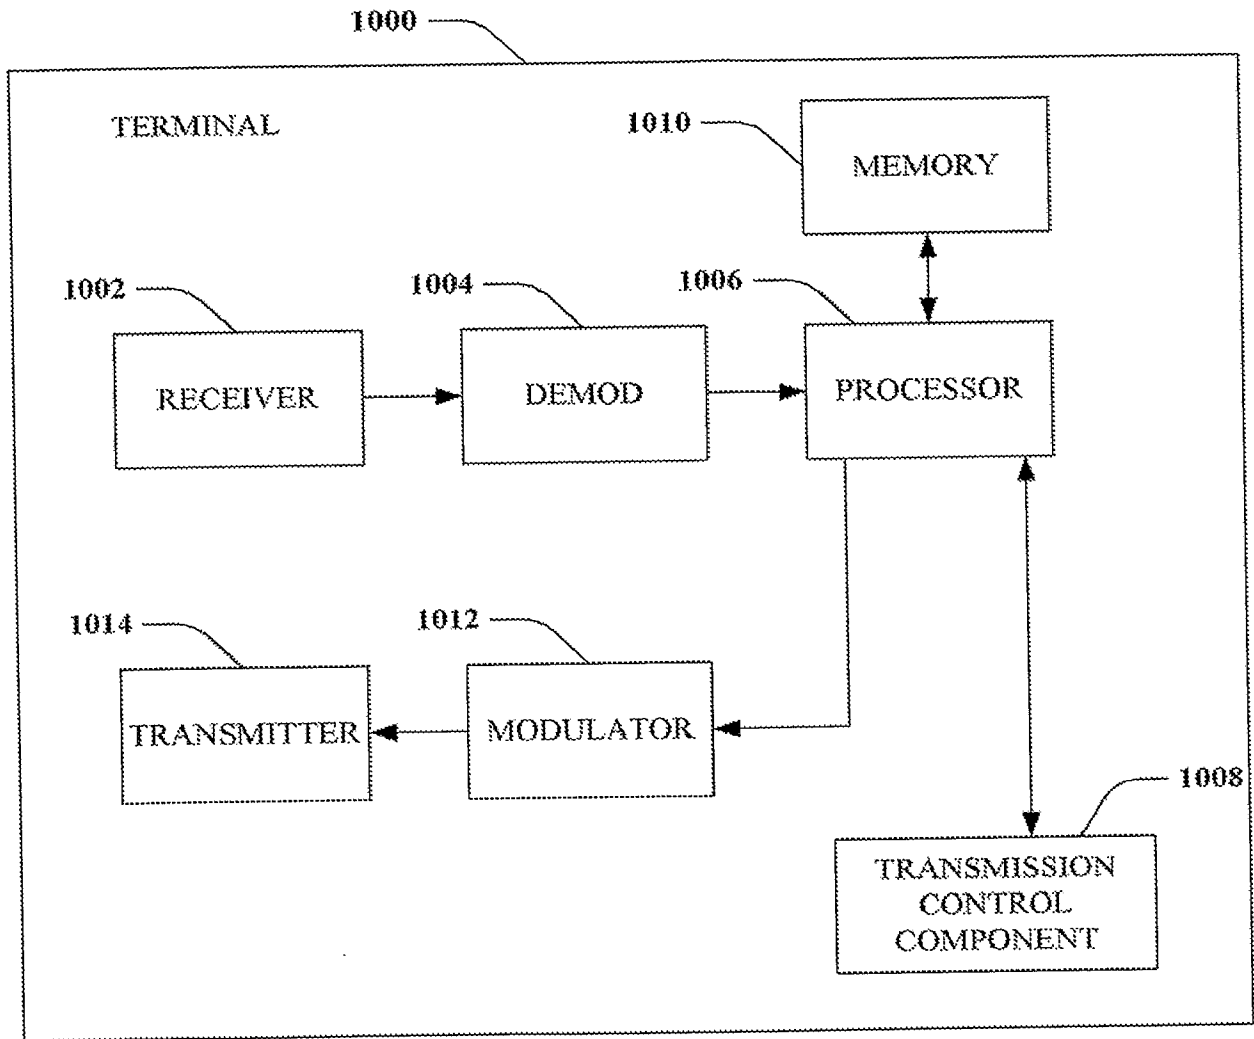 1000
TERMINAL
1010
MEMORY
1002
1004
1006
RECEIVER
DEMOD
PROCESSOR
1014
1012
TRANSMITTER
MODULATOR
1008
TRANSMISSION
CONTROL
COMPONENT